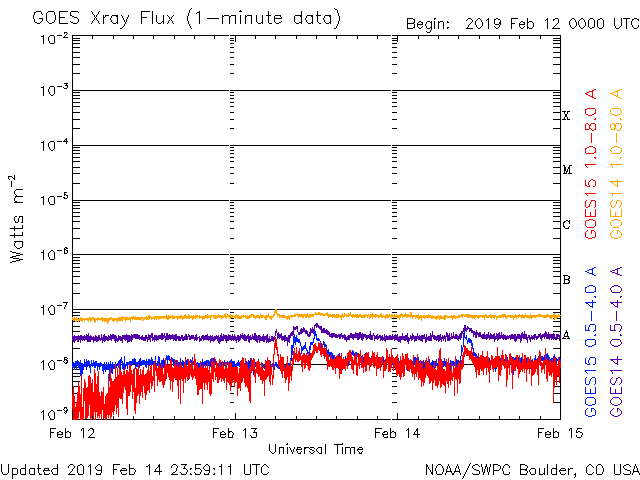 GOES Xray Flux (1-minute data)
Begin: 2019 Feb 12 0000 UTC
Watts m⁻²
10⁻²
10⁻³
10⁻⁴
10⁻⁵
10⁻⁶
10⁻⁷
10⁻⁸
10⁻⁹
X
M
C
B
A
GOES15 1.0-8.0 A
GOES14 1.0-8.0 A
GOES15 0.5-4.0 A
GOES14 0.5-4.0 A
Feb 12 Feb 13 Feb 14 Feb 15
Universal Time
Updated 2019 Feb 14 23:59:11 UTC
NOAA/SWPC Boulder, CO USA